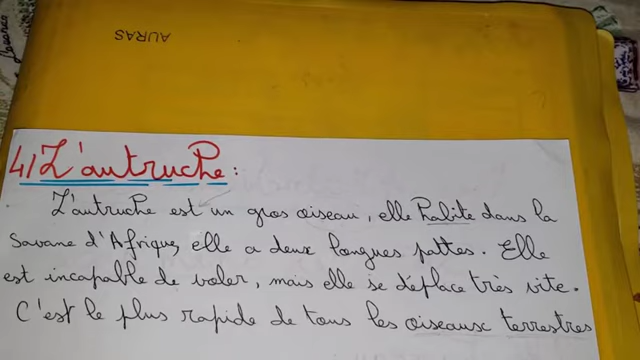 AURAS
4/ L'autruche :
L'autruche est un gros oiseau, elle habite dans la
savane d'Afrique, elle a deux longues pattes. Elle
est incapable de voler, mais elle se déplace très vite.
C'est le plus rapide de tous les oiseaux terrestres